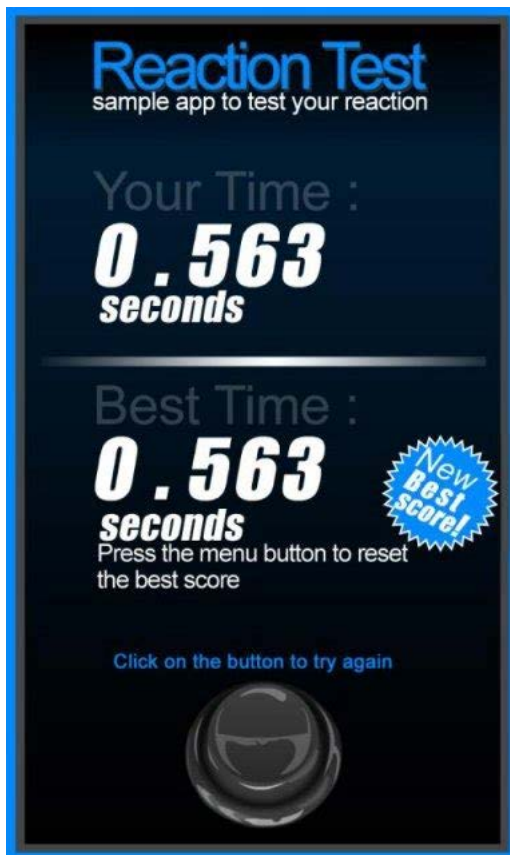 Reaction Test
sample app to test your reaction
Your Time :
0.563
seconds
Best Time :
0.563
seconds
New
Best
score!
Press the menu button to reset
the best score
Click on the button to try again